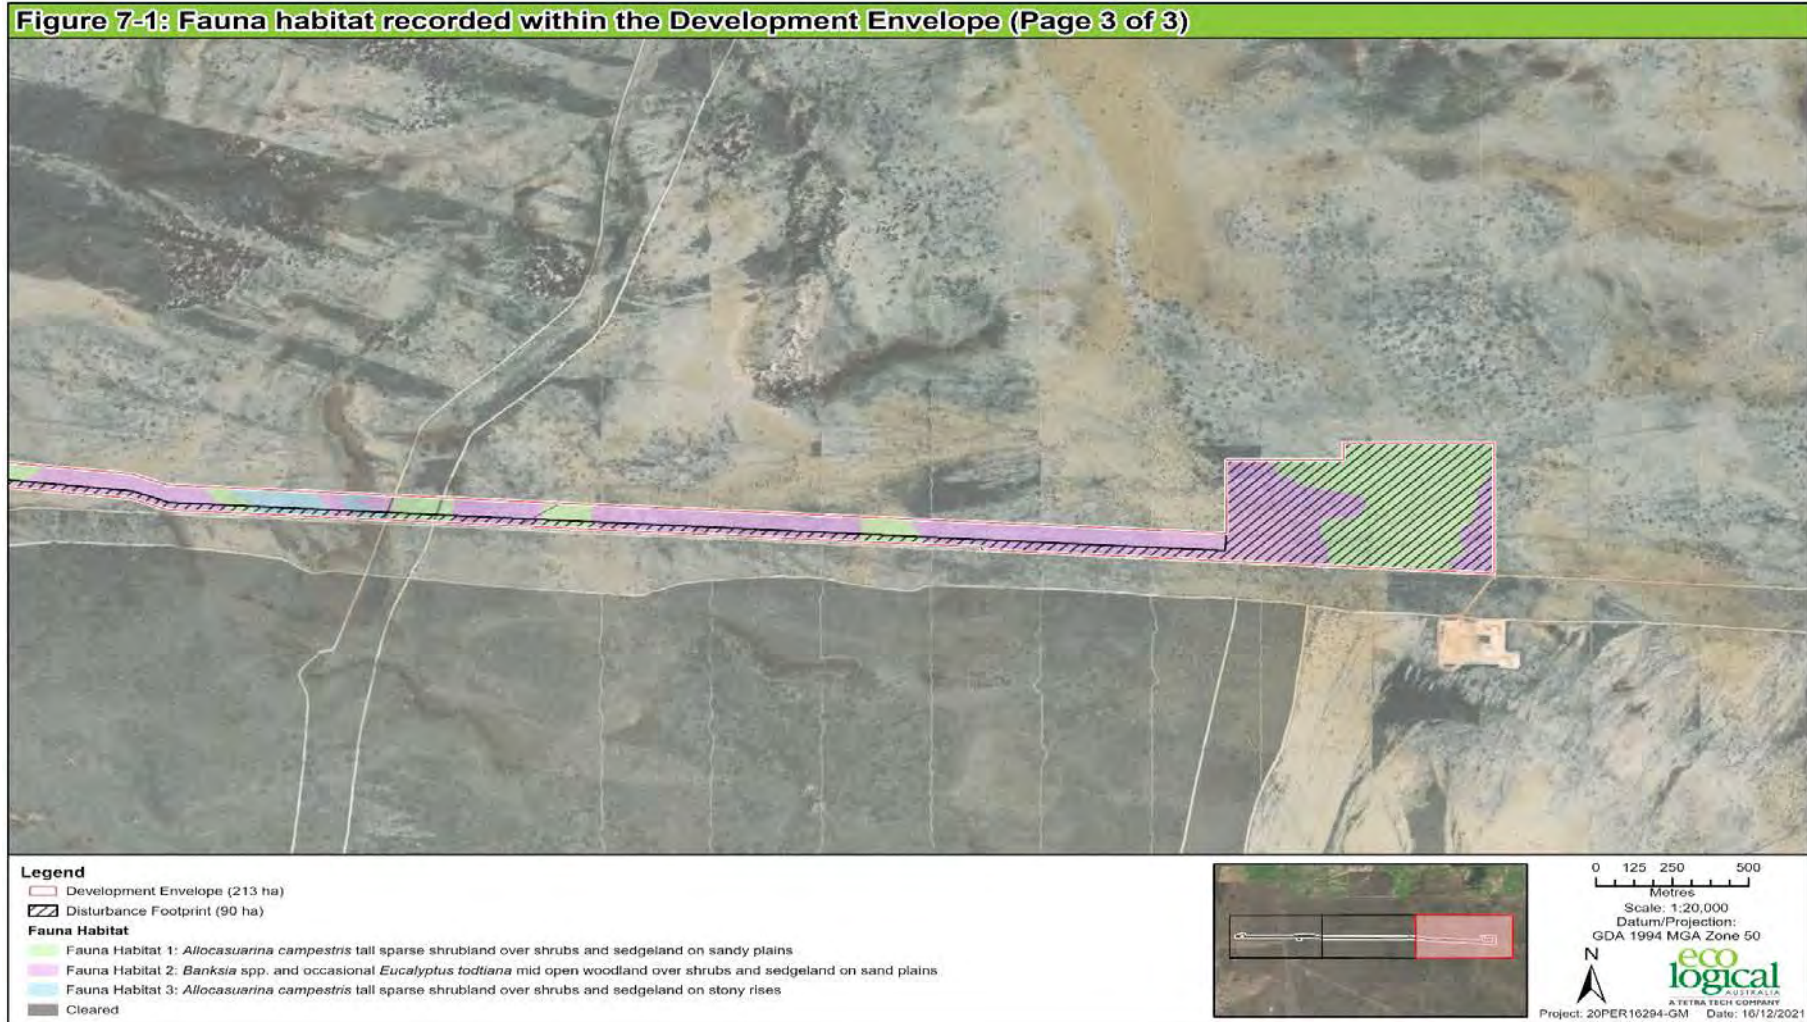 Figure 7-1: Fauna habitat recorded within the Development Envelope (Page 3 of 3)
Legend
Development Envelope (213 ha)
Disturbance Footprint (90 ha)
Fauna Habitat
Fauna Habitat 1: Allocasuarina campestris tall sparse shrubland over shrubs and sedgeland on sandy plains
Fauna Habitat 2: Banksia spp. and occasional Eucalyptus todtiana mid open woodland over shrubs and sedgeland on sand plains
Fauna Habitat 3: Allocasuarina campestris tall sparse shrubland over shrubs and sedgeland on stony rises
Cleared
0 125 250 500
Metres
Scale: 1:20,000
Datum/Projection:
GDA 1994 MGA Zone 50
N
eco
logical
AUSTRALIA
A TETRA TECH COMPANY
Project: 20PER16294-GM Date: 16/12/2021